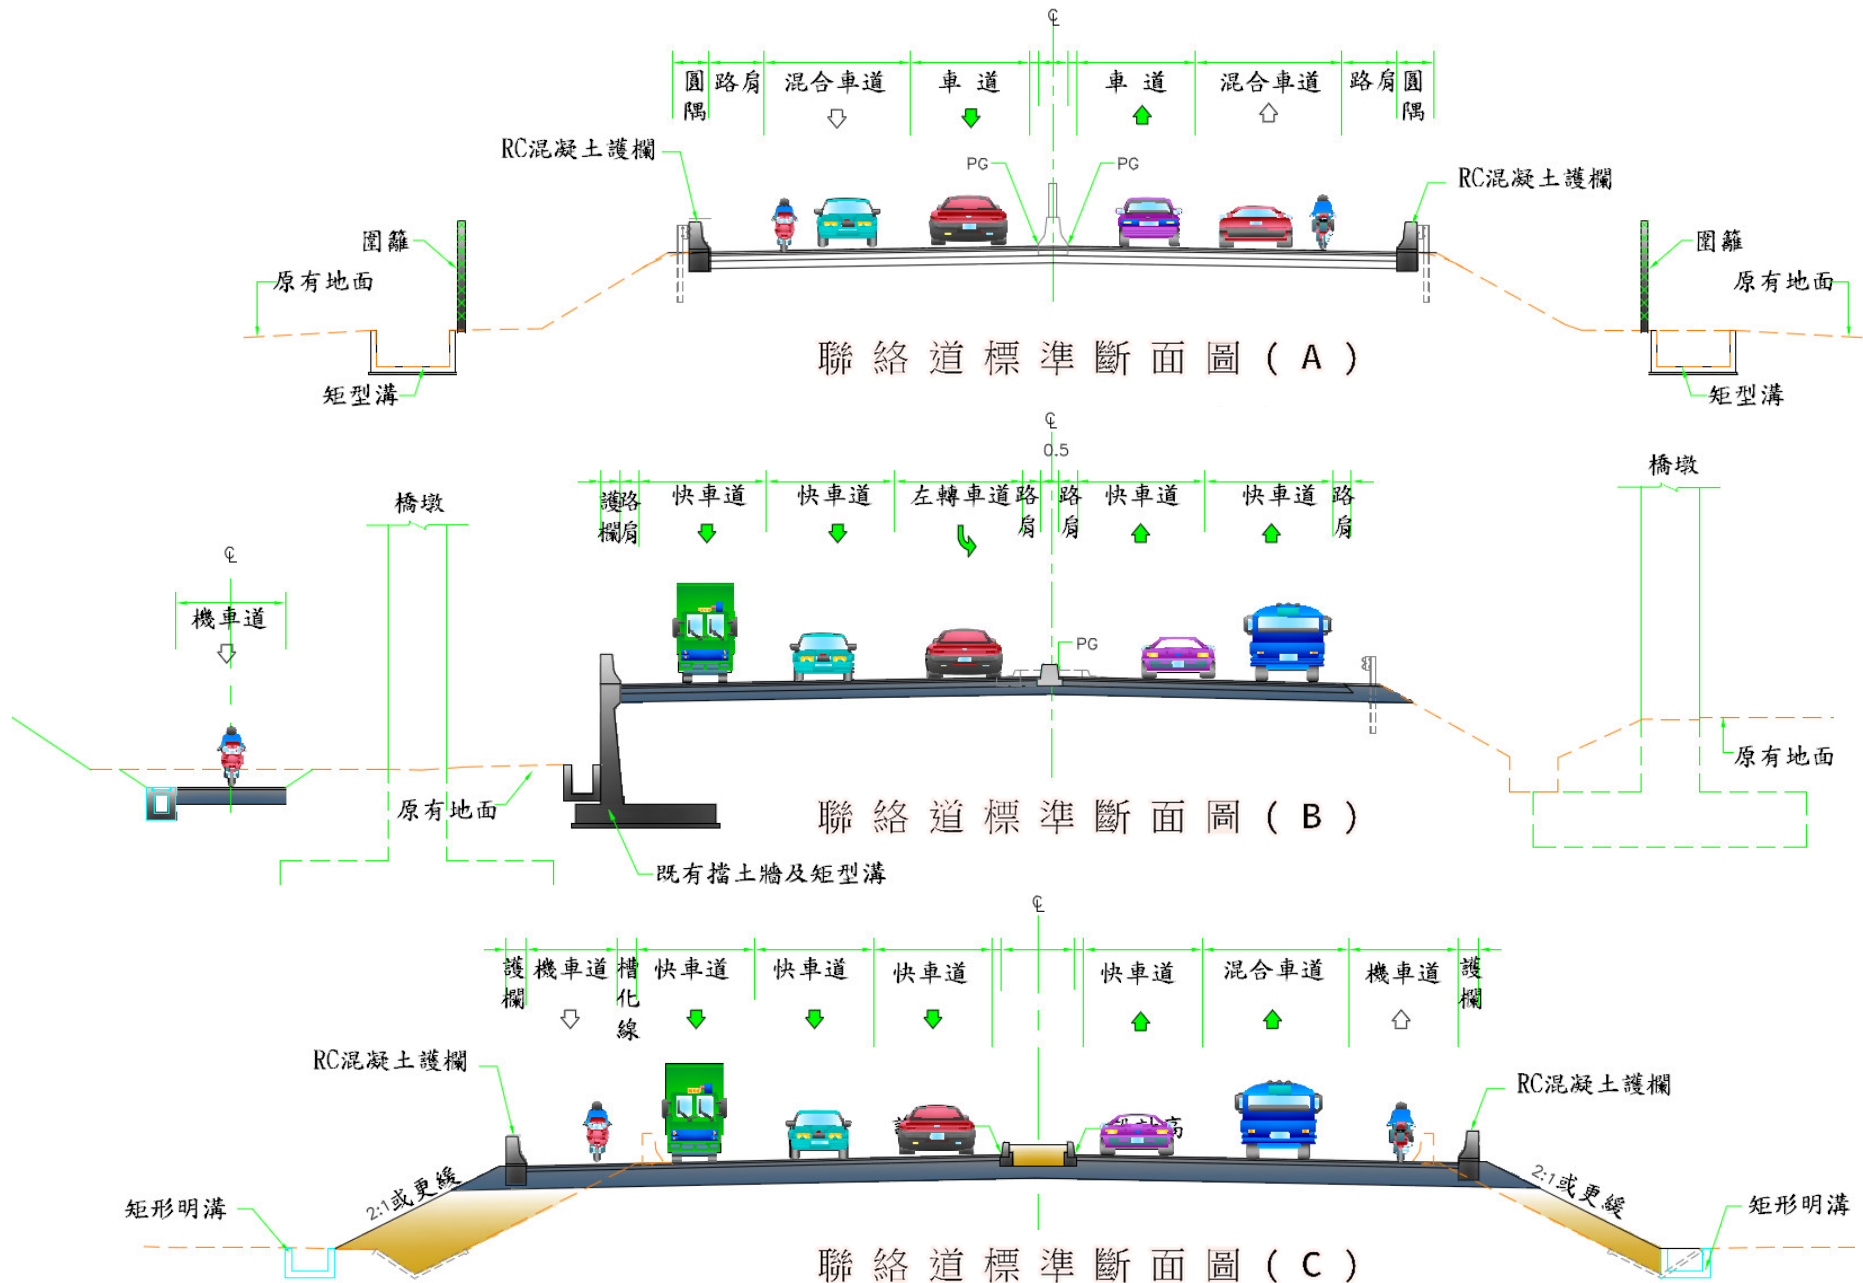 ℄
圓隅 路肩 混合車道 車 道 車 道 混合車道 路肩 圓隅
RC混凝土護欄
PG
PG
RC混凝土護欄
圍籬
圍籬
原有地面
原有地面
聯絡道標準斷面圖(A)
矩型溝
矩型溝
℄
0.5
橋墩
橋墩
護欄 路肩 快車道 快車道 左轉車道 路肩 路肩 快車道 快車道 路肩
℄
機車道
PG
原有地面
原有地面
聯絡道標準斷面圖(B)
既有擋土牆及矩型溝
℄
護欄 機車道 槽化線 快車道 快車道 快車道 快車道 混合車道 機車道 護欄
RC混凝土護欄
RC混凝土護欄
2:1或更緩
2:1或更緩
矩形明溝
矩形明溝
聯絡道標準斷面圖(C)